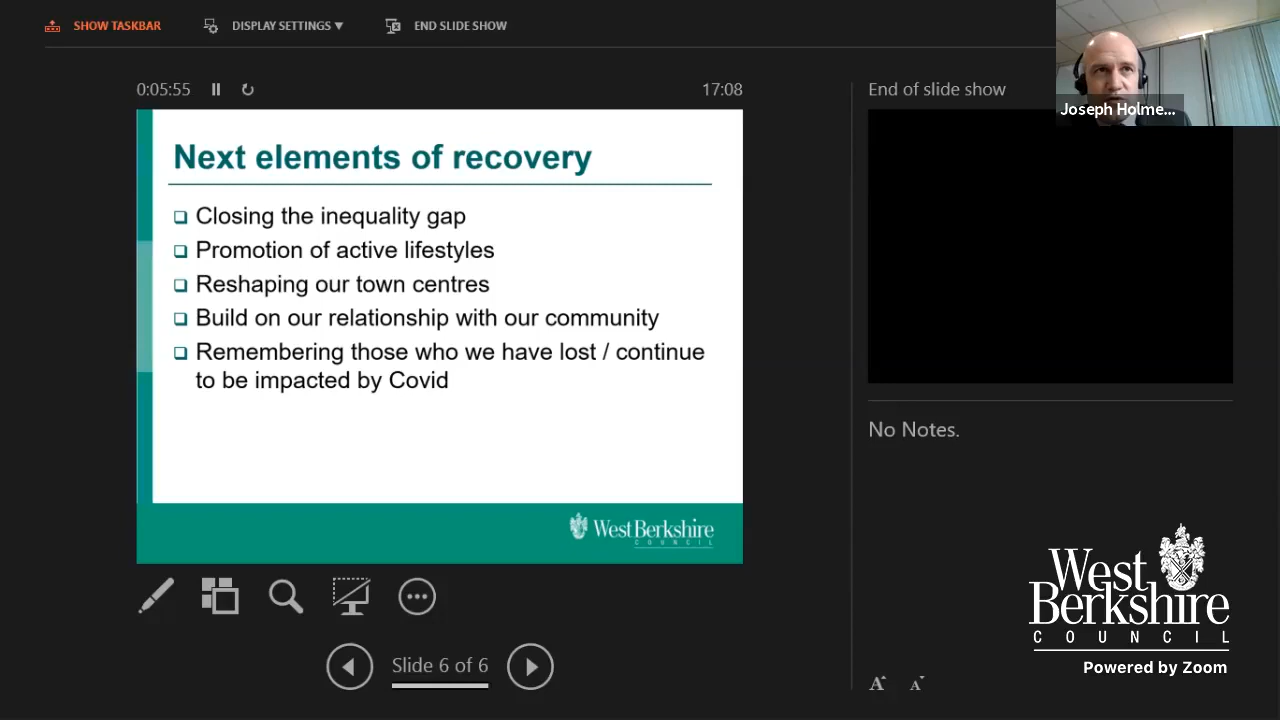 SHOW TASKBAR
DISPLAY SETTINGS ▼
END SLIDE SHOW
0:05:55
17:08
End of slide show
Joseph Holme...
Next elements of recovery
Closing the inequality gap
Promotion of active lifestyles
Reshaping our town centres
Build on our relationship with our community
Remembering those who we have lost / continue
to be impacted by Covid
West Berkshire
COUNCIL
No Notes.
Slide 6 of 6
A A
West
Berkshire
COUNCIL
Powered by Zoom